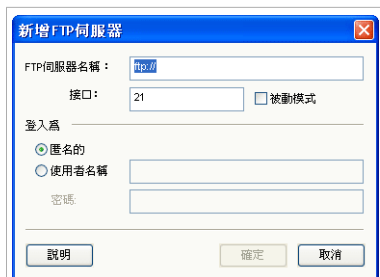 新增FTP伺服器
FTP伺服器名稱： ftp://
接口： 21 被動模式
登入爲
匿名的
使用者名稱
密碼:
說明 確定 取消